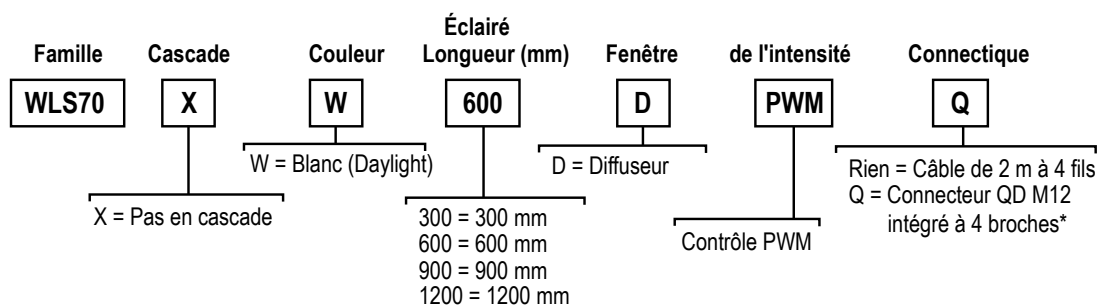 Famille Cascade Couleur Éclairé Longueur (mm) Fenêtre de l'intensité Connectique
WLS70 X W 600 D PWM Q
X = Pas en cascade
W = Blanc (Daylight)
300 = 300 mm
600 = 600 mm
900 = 900 mm
1200 = 1200 mm
D = Diffuseur
Contrôle PWM
Rien = Câble de 2 m à 4 fils
Q = Connecteur QD M12
intégré à 4 broches*